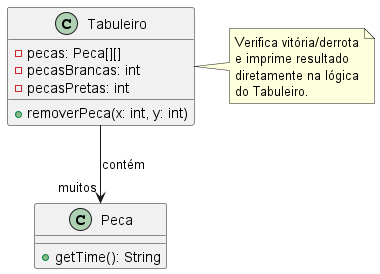 C Tabuleiro
pecas: Peca[][]
pecasBrancas: int
pecasPretas: int
removerPeca(x: int, y: int)
Verifica vitória/derrota
e imprime resultado
diretamente na lógica
do Tabuleiro.
contém
muitos
C Peca
getTime(): String